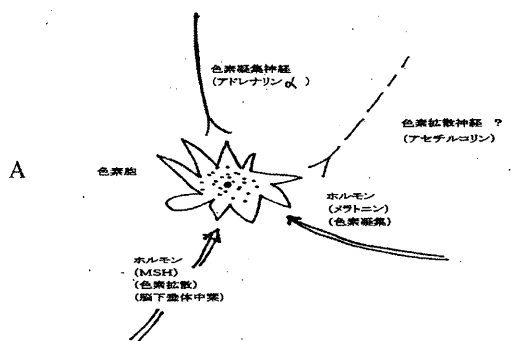 色素凝集神経
(アドレナリンα)
色素拡散神経 ?
(アセチルコリン)
A
色素胞
ホルモン
(メラトニン)
(色素凝集)
ホルモン
(MSH)
(色素拡散)
(脳下垂体中葉)